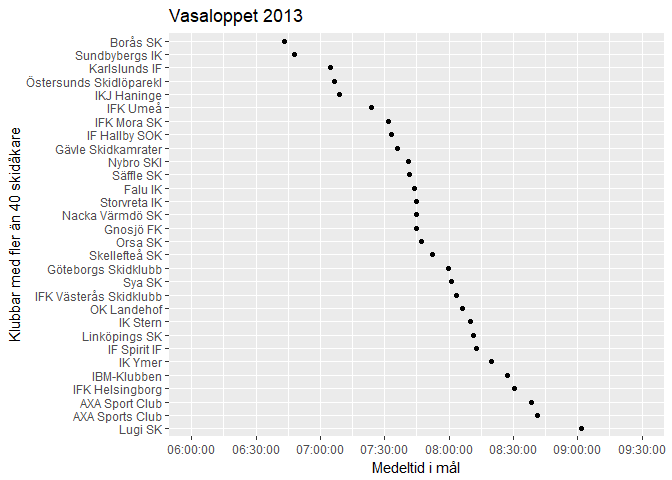 Vasaloppet 2013
Klubbar med fler än 40 skidåkare
Borås SK
Sundbybergs IK
Karlslunds IF
Östersunds Skidlöparekl
IKJ Haninge
IFK Umeå
IFK Mora SK
IF Hallby SOK
Gävle Skidkamrater
Nybro SKI
Säffle SK
Falu IK
Storvreta IK
Nacka Värmdö SK
Gnosjö FK
Orsa SK
Skellefteå SK
Göteborgs Skidklubb
Sya SK
IFK Västerås Skidklubb
OK Landehof
IK Stern
Linköpings SK
IF Spirit IF
IK Ymer
IBM-Klubben
IFK Helsingborg
AXA Sport Club
AXA Sports Club
Lugi SK
06:00:00 06:30:00 07:00:00 07:30:00 08:00:00 08:30:00 09:00:00 09:30:00
Medeltid i mål